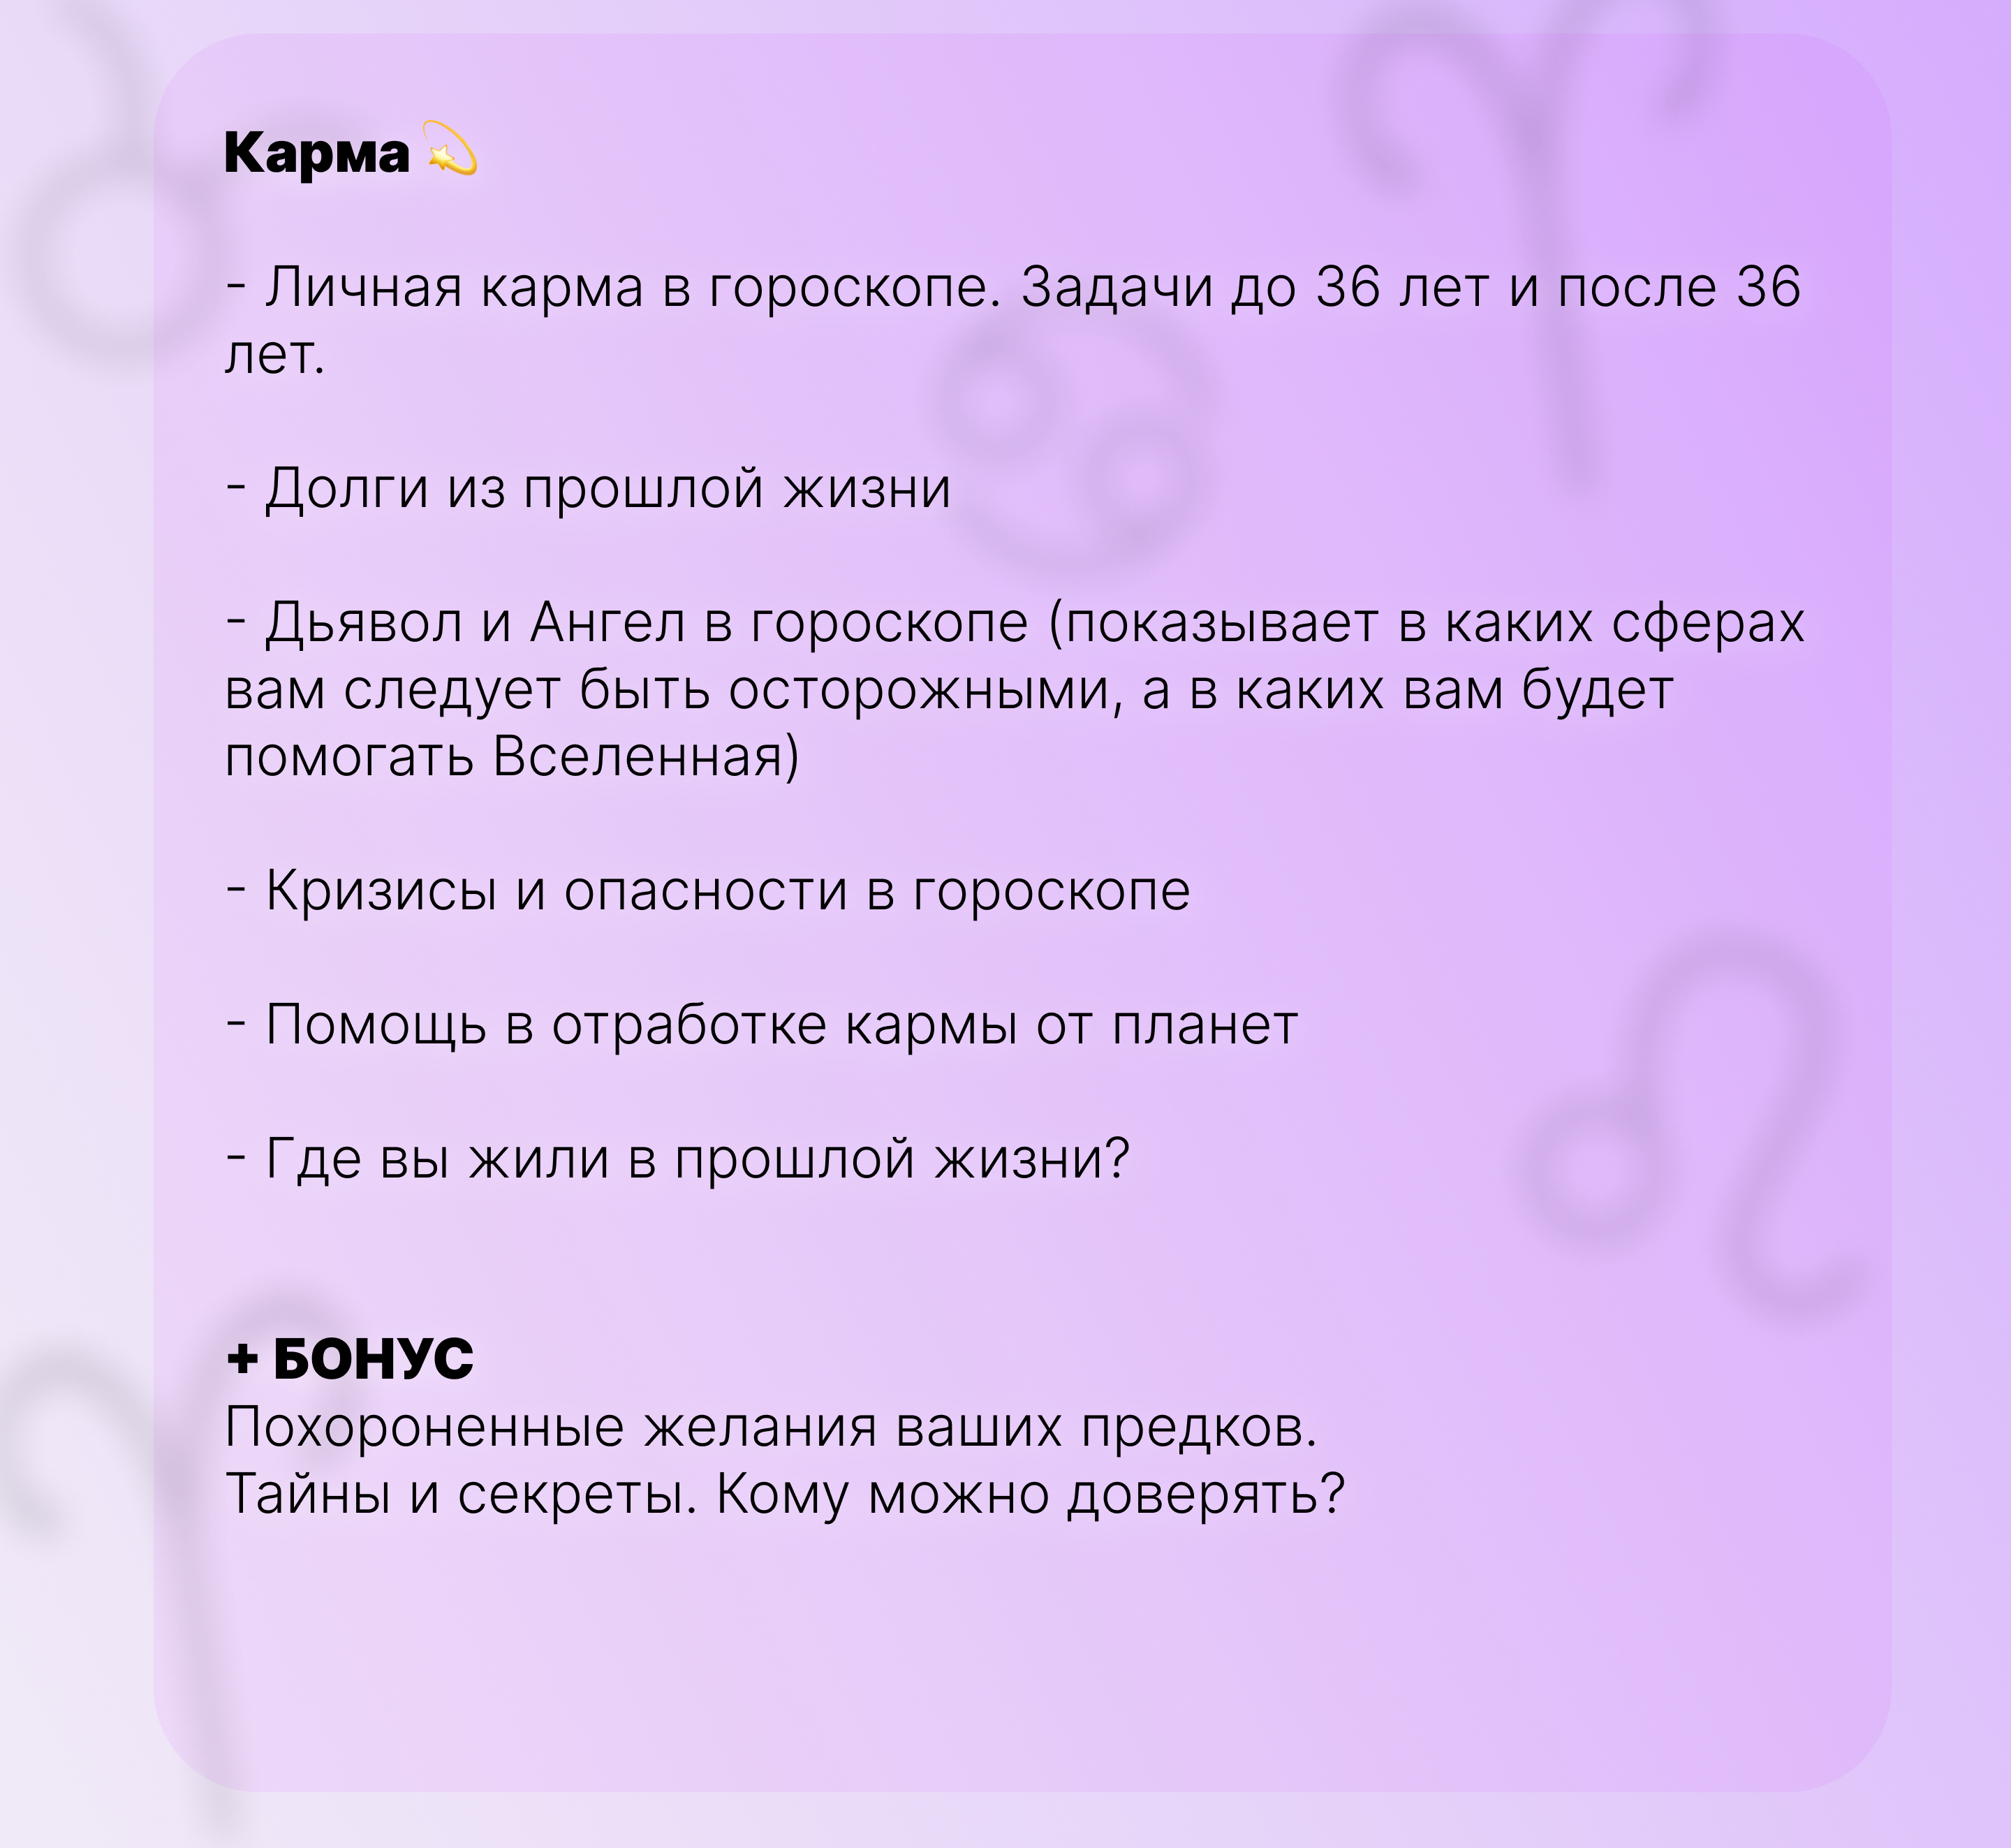 Карма 💫
- Личная карма в гороскопе. Задачи до 36 лет и после 36
лет.
- Долги из прошлой жизни
- Дьявол и Ангел в гороскопе (показывает в каких сферах
вам следует быть осторожными, а в каких вам будет
помогать Вселенная)
- Кризисы и опасности в гороскопе
- Помощь в отработке кармы от планет
- Где вы жили в прошлой жизни?
+ БОНУС
Похороненные желания ваших предков.
Тайны и секреты. Кому можно доверять?